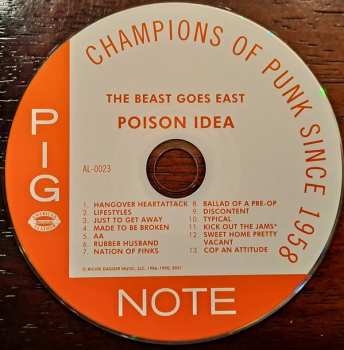 CHAMPIONS OF PUNK SINCE 1958
PIG
NOTE
THE BEAST GOES EAST
POISON IDEA
AL-0023
1. HANGOVER HEARTATTACK
2. LIFESTYLES
3. JUST TO GET AWAY
4. MADE TO BE BROKEN
5. AA
6. RUBBER HUSBAND
7. NATION OF FINKS
8. BALLAD OF A PRE-OP
9. DISCONTENT
10. TYPICAL
11. KICK OUT THE JAMS*
12. SWEET HOME PRETTY
VACANT
13. COP AN ATTITUDE